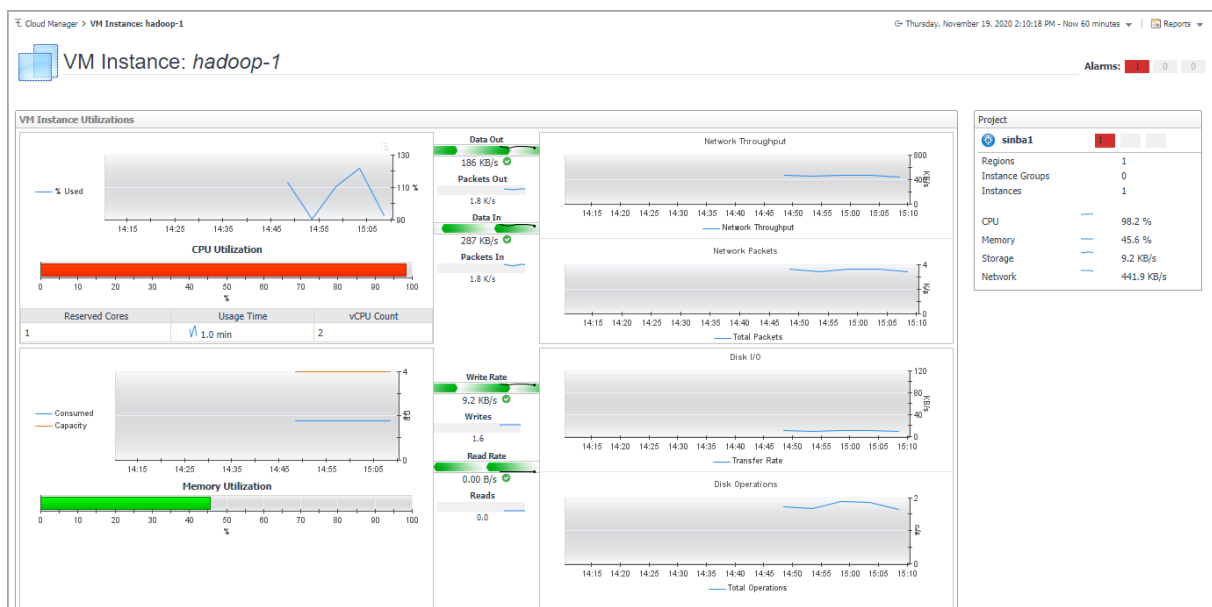 Cloud Manager > VM Instance: hadoop-1
Thursday, November 19, 2020 2:10:18 PM - Now 60 minutes
Reports
VM Instance: hadoop-1
Alarms: 1 0 0
VM Instance Utilizations
130
110 %
90
% Used
14:15 14:25 14:35 14:45 14:55 15:05
CPU Utilization
0 10 20 30 40 50 60 70 80 90 100
%
Reserved Cores Usage Time vCPU Count
1 1.0 min 2
Data Out
186 KB/s
Packets Out
1.8 K/s
Data In
287 KB/s
Packets In
1.8 K/s
Network Throughput
800
400
0
KB/s
14:15 14:20 14:25 14:30 14:35 14:40 14:45 14:50 14:55 15:00 15:05 15:10
Network Throughput
Network Packets
4
0
K/s
14:15 14:20 14:25 14:30 14:35 14:40 14:45 14:50 14:55 15:00 15:05 15:10
Total Packets
4
0
GB
Consumed
Capacity
14:15 14:25 14:35 14:45 14:55 15:05
Memory Utilization
0 10 20 30 40 50 60 70 80 90 100
%
Write Rate
9.2 KB/s
Writes
1.6
Read Rate
0.00 B/s
Reads
0.0
Disk I/O
120
80
40
0
KB/s
14:15 14:20 14:25 14:30 14:35 14:40 14:45 14:50 14:55 15:00 15:05 15:10
Transfer Rate
Disk Operations
2
0
14:15 14:20 14:25 14:30 14:35 14:40 14:45 14:50 14:55 15:00 15:05 15:10
Total Operations
Project
sinba1 1
Regions 1
Instance Groups 0
Instances 1
CPU 98.2 %
Memory 45.6 %
Storage 9.2 KB/s
Network 441.9 KB/s